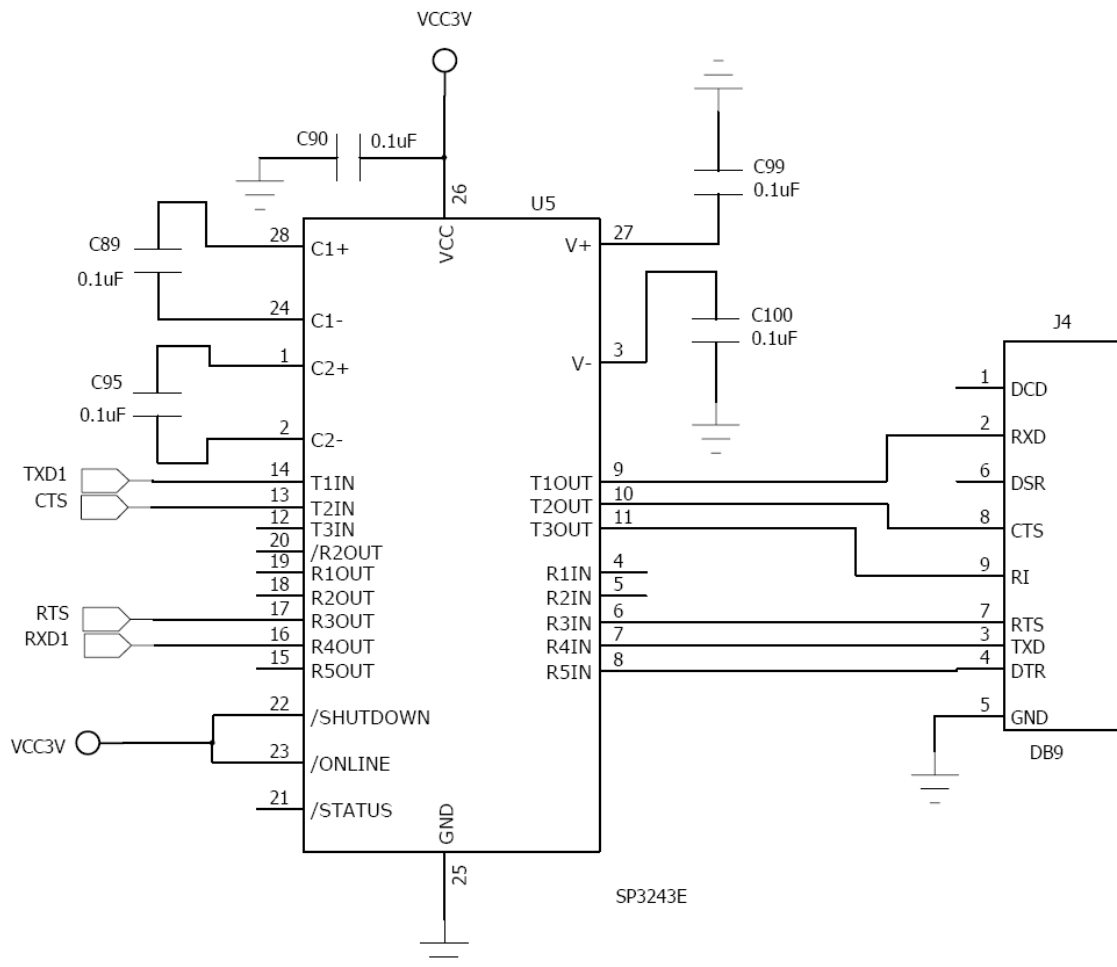 VCC3V
C90
0.1uF
C99
0.1uF
26
U5
28
C1+
VCC
V+
27
C89
0.1uF
24
C1-
C100
0.1uF
J4
1
C2+
V-
3
C95
0.1uF
1
DCD
2
C2-
2
RXD
TXD1
14
T1IN
T1OUT
9
6
DSR
CTS
13
T2IN
T2OUT
10
12
T3IN
T3OUT
11
8
CTS
20
/R2OUT
19
R1OUT
R1IN
4
9
RI
18
R2OUT
R2IN
5
RTS
17
R3OUT
R3IN
6
7
RTS
RXD1
16
R4OUT
R4IN
7
3
TXD
15
R5OUT
R5IN
8
4
DTR
22
/SHUTDOWN
5
GND
VCC3V
23
/ONLINE
DB9
21
/STATUS
GND
25
SP3243E